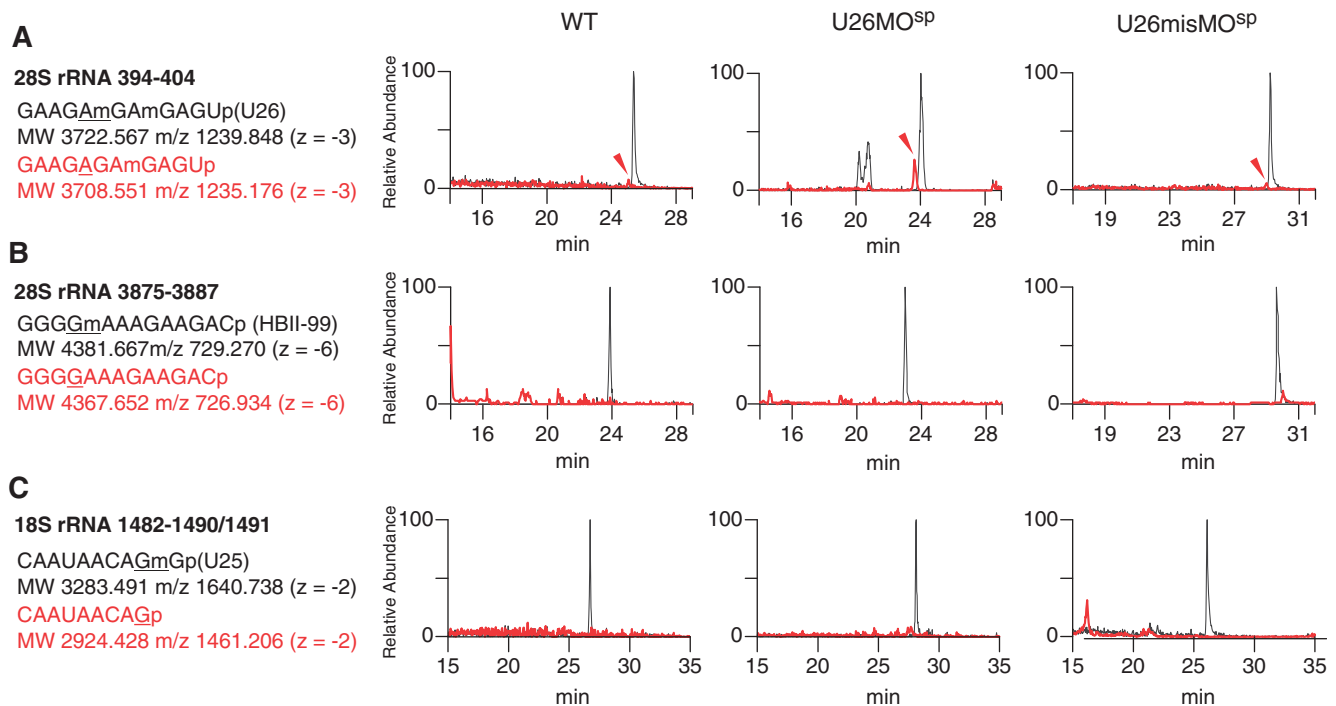 WT U26MOsp U26misMOsp
A
28S rRNA 394-404
GAAGAmGAmGAGUp(U26)
MW 3722.567 m/z 1239.848 (z = -3)
GAAGAGAmGAGUp
MW 3708.551 m/z 1235.176 (z = -3)
Relative Abundance
100 100 100
0 0 0
16 20 24 28 16 20 24 28 19 23 27 31
min min min
B
28S rRNA 3875-3887
GGGGmAAAGAAGACp (HBII-99)
MW 4381.667m/z 729.270 (z = -6)
GGGGAAAGAAGACp
MW 4367.652 m/z 726.934 (z = -6)
Relative Abundance
100 100 100
0 0 0
16 20 24 28 16 20 24 28 19 23 27 31
min min min
C
18S rRNA 1482-1490/1491
CAAUAACAGmGp(U25)
MW 3283.491 m/z 1640.738 (z = -2)
CAAUAACAGp
MW 2924.428 m/z 1461.206 (z = -2)
Relative Abundance
100 100 100
0 0 0
15 20 25 30 35 15 20 25 30 35 15 20 25 30 35
min min min